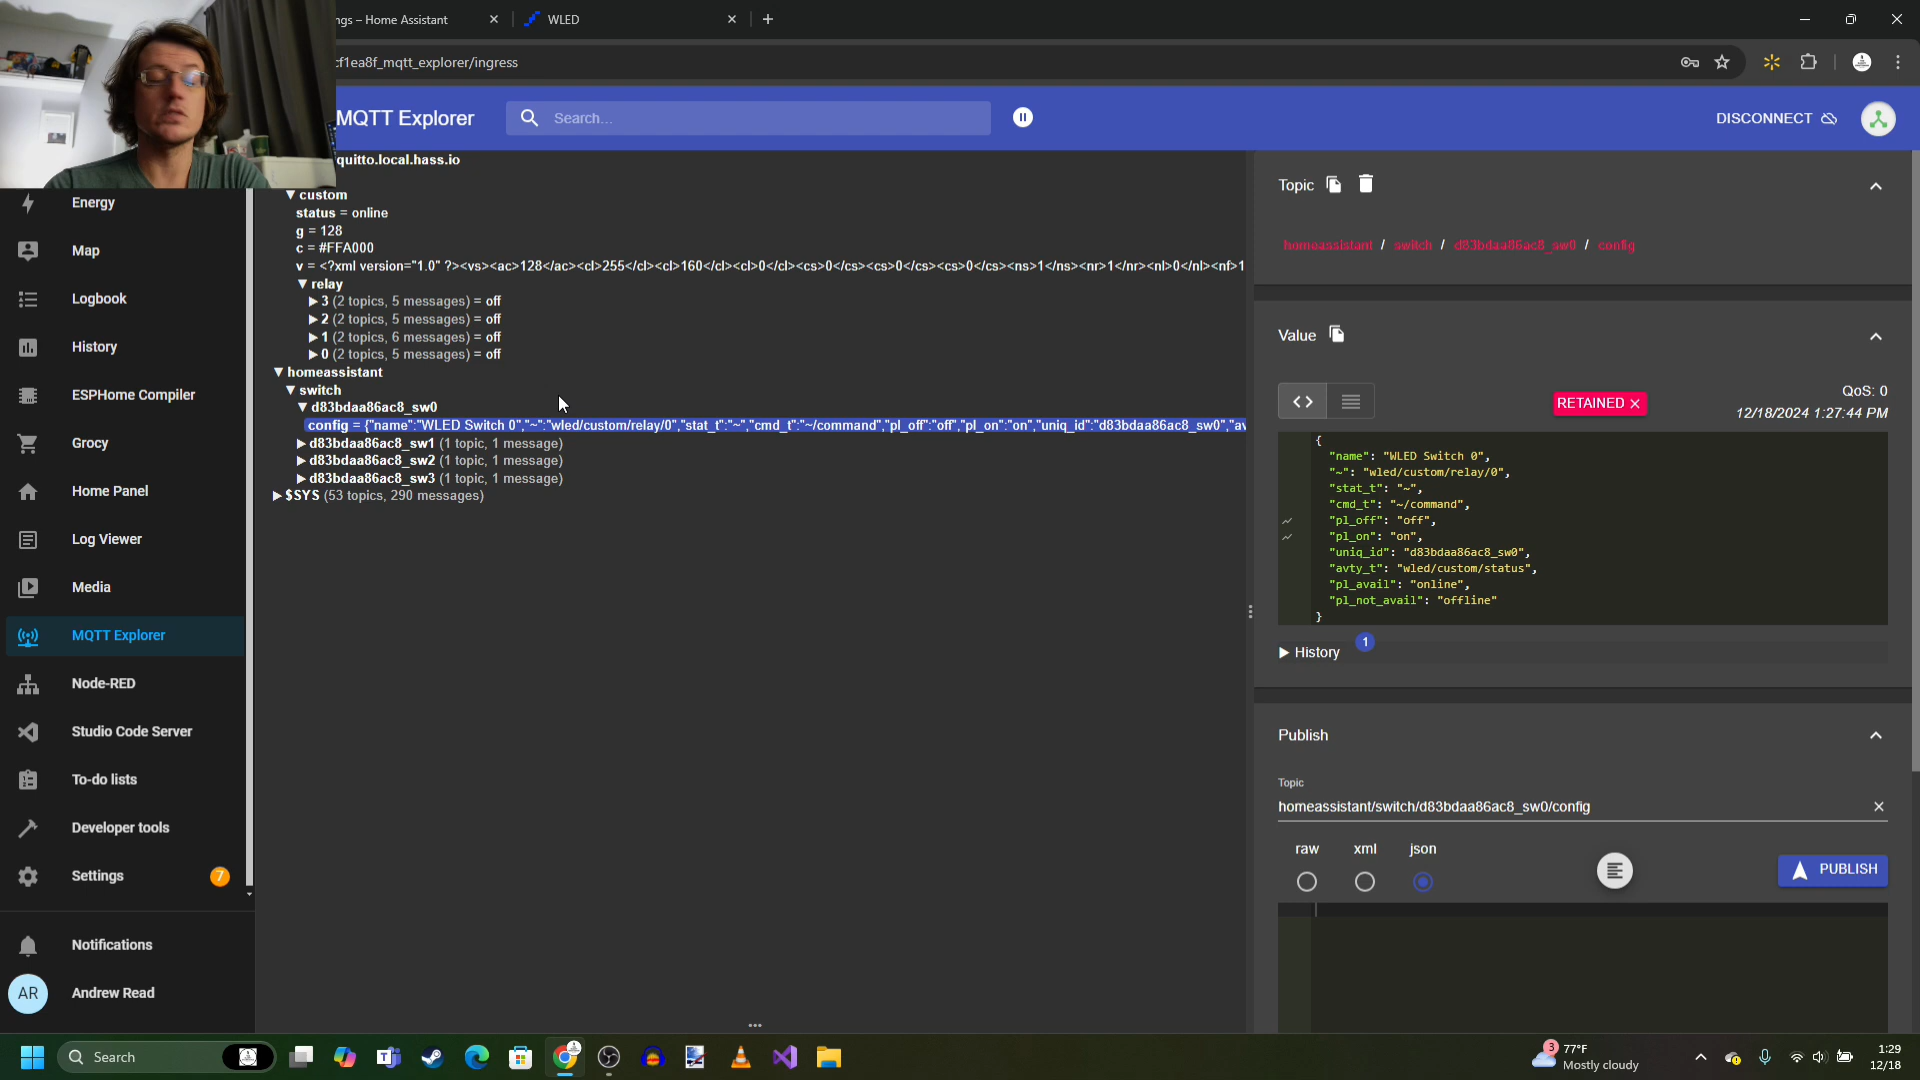 ngs – Home Assistant
WLED
cf1ea8f_mqtt_explorer/ingress
MQTT Explorer
Search...
DISCONNECT
quitto.local.hass.io
▼ custom
status = online
g = 128
c = #FFA000
v = <?xml version="1.0" ?><vs><ac>128</ac><cl>255</cl><cl>160</cl><cl>0</cl><cs>0</cs><cs>0</cs><cs>0</cs><ns>1</ns><nr>1</nr><nl>0</nl><nf>1
▼ relay
▶ 3 (2 topics, 5 messages) = off
▶ 2 (2 topics, 5 messages) = off
▶ 1 (2 topics, 6 messages) = off
▶ 0 (2 topics, 5 messages) = off
▼ homeassistant
▼ switch
▼ d83bdaa86ac8_sw0
config = {"name":"WLED Switch 0","~":"wled/custom/relay/0","stat_t":"~","cmd_t":"~/command","pl_off":"off","pl_on":"on","uniq_id":"d83bdaa86ac8_sw0","av
▶ d83bdaa86ac8_sw1 (1 topic, 1 message)
▶ d83bdaa86ac8_sw2 (1 topic, 1 message)
▶ d83bdaa86ac8_sw3 (1 topic, 1 message)
▶ $SYS (53 topics, 290 messages)
Energy
Map
Logbook
History
ESPHome Compiler
Grocy
Home Panel
Log Viewer
Media
MQTT Explorer
Node-RED
Studio Code Server
To-do lists
Developer tools
Settings
7
Notifications
AR
Andrew Read
Topic
homeassistant / switch / d83bdaa86ac8_sw0 / config
Value
RETAINED
QoS: 0
12/18/2024 1:27:44 PM
{
"name": "WLED Switch 0",
"~": "wled/custom/relay/0",
"stat_t": "~",
"cmd_t": "~/command",
"pl_off": "off",
"pl_on": "on",
"uniq_id": "d83bdaa86ac8_sw0",
"avty_t": "wled/custom/status",
"pl_avail": "online",
"pl_not_avail": "offline"
}
▶ History
1
Publish
Topic
homeassistant/switch/d83bdaa86ac8_sw0/config
raw
xml
json
PUBLISH
Search
3
77°F
Mostly cloudy
1:29
12/18